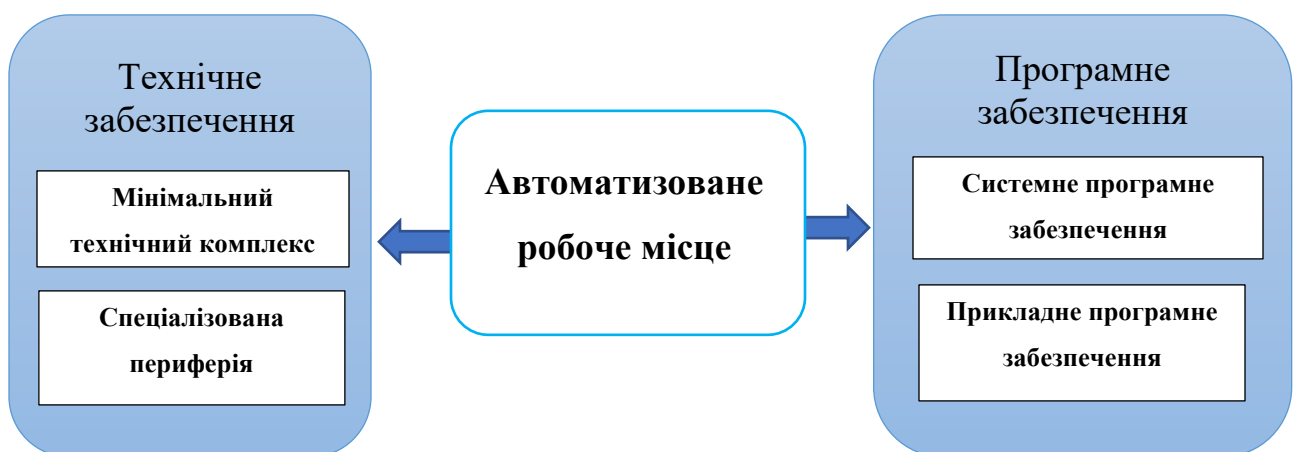 Технічне
забезпечення
Мінімальний
технічний комплекс
Спеціалізована
периферія
Автоматизоване
робоче місце
Програмне
забезпечення
Системне програмне
забезпечення
Прикладне програмне
забезпечення